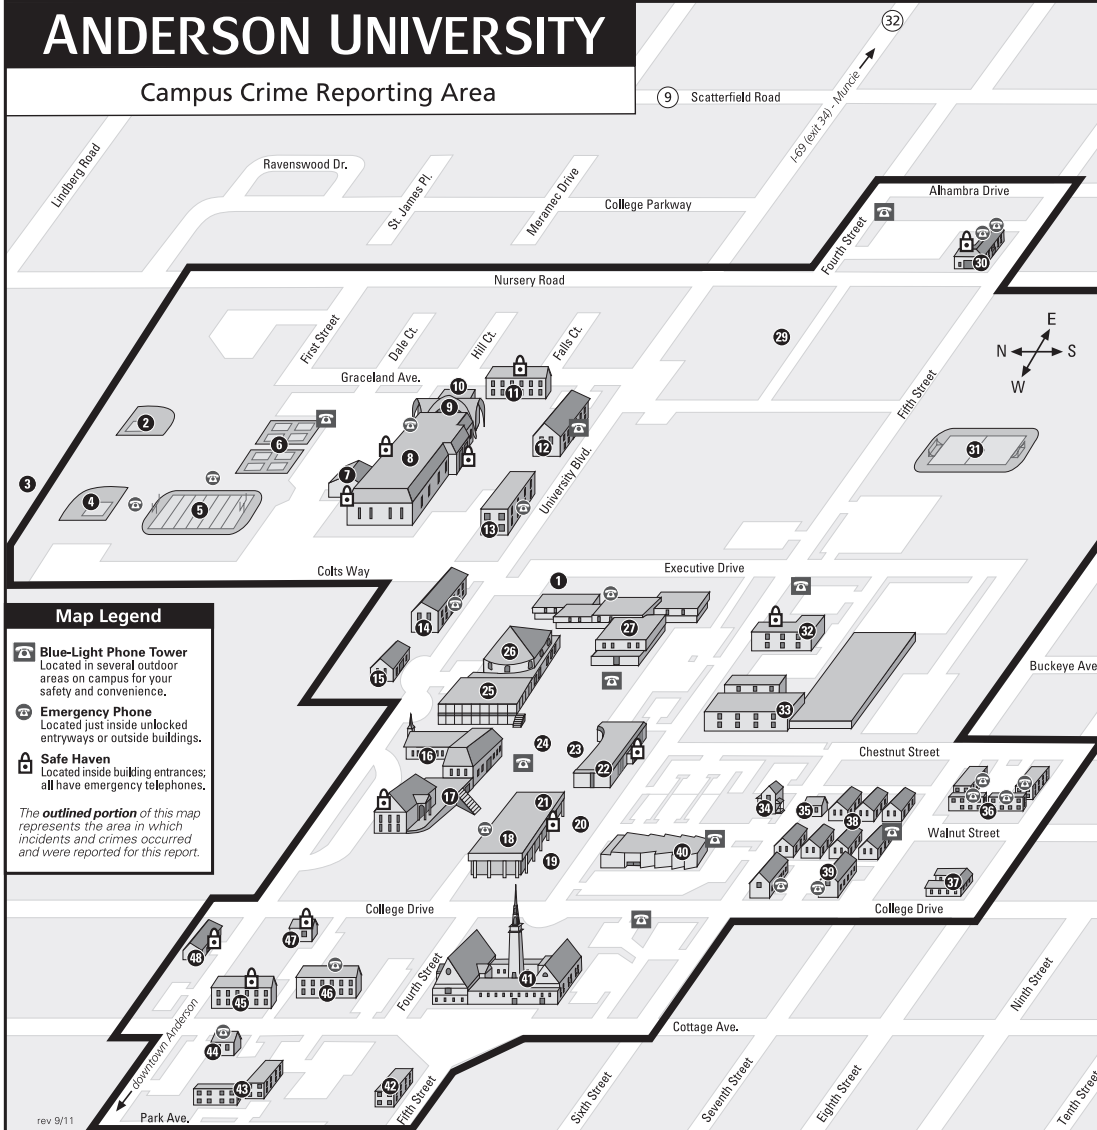 ANDERSON UNIVERSITY
Campus Crime Reporting Area
32
9
Scatterfield Road
I-69 (exit 34) - Muncie
Lindberg Road
Ravenswood Dr.
St. James Pl.
Meramec Drive
College Parkway
Alhambra Drive
Fourth Street
30
Nursery Road
First Street
Dale Ct.
Hill Ct.
Falls Ct.
29
E
N
S
W
Graceland Ave.
10
11
9
2
6
12
Fifth Street
31
8
7
3
4
5
13
University Blvd.
Colts Way
Executive Drive
1
14
27
32
26
15
25
33
Buckeye Ave
Map Legend
Blue-Light Phone Tower
Located in several outdoor
areas on campus for your
safety and convenience.
Emergency Phone
Located just inside unlocked
entryways or outside buildings.
Safe Haven
Located inside building entrances;
all have emergency telephones.
The outlined portion of this map
represents the area in which
incidents and crimes occurred
and were reported for this report.
16
24
23
22
Chestnut Street
17
21
34
35
38
36
18
20
Walnut Street
19
40
39
37
College Drive
College Drive
48
47
41
45
46
Fourth Street
Ninth Street
Cottage Ave.
downtown Anderson
44
43
42
Fifth Street
Sixth Street
Seventh Street
Eighth Street
Tenth Street
Park Ave.
rev 9/11